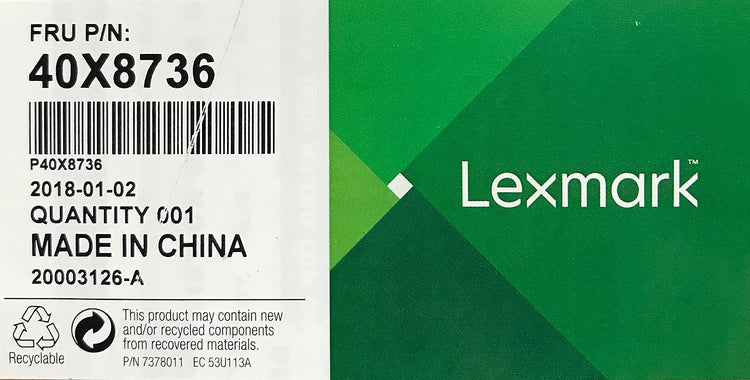 FRU P/N:
40X8736
P40X8736
2018-01-02
QUANTITY 001
MADE IN CHINA
20003126-A
Recyclable
This product may contain new
and/or recycled components
from recovered materials.
P/N 7378011 EC 53U113A
Lexmark™